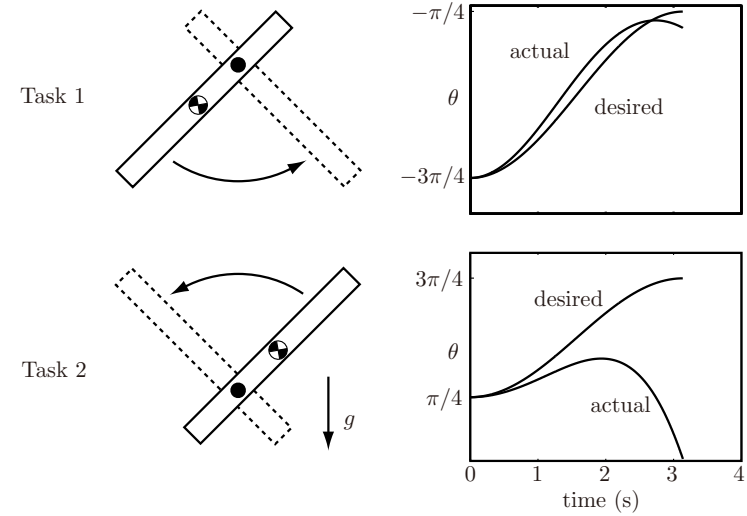 Task 1
−π/4
actual
θ
desired
−3π/4
Task 2
g
3π/4
desired
θ
π/4
actual
0 1 2 3 4
time (s)